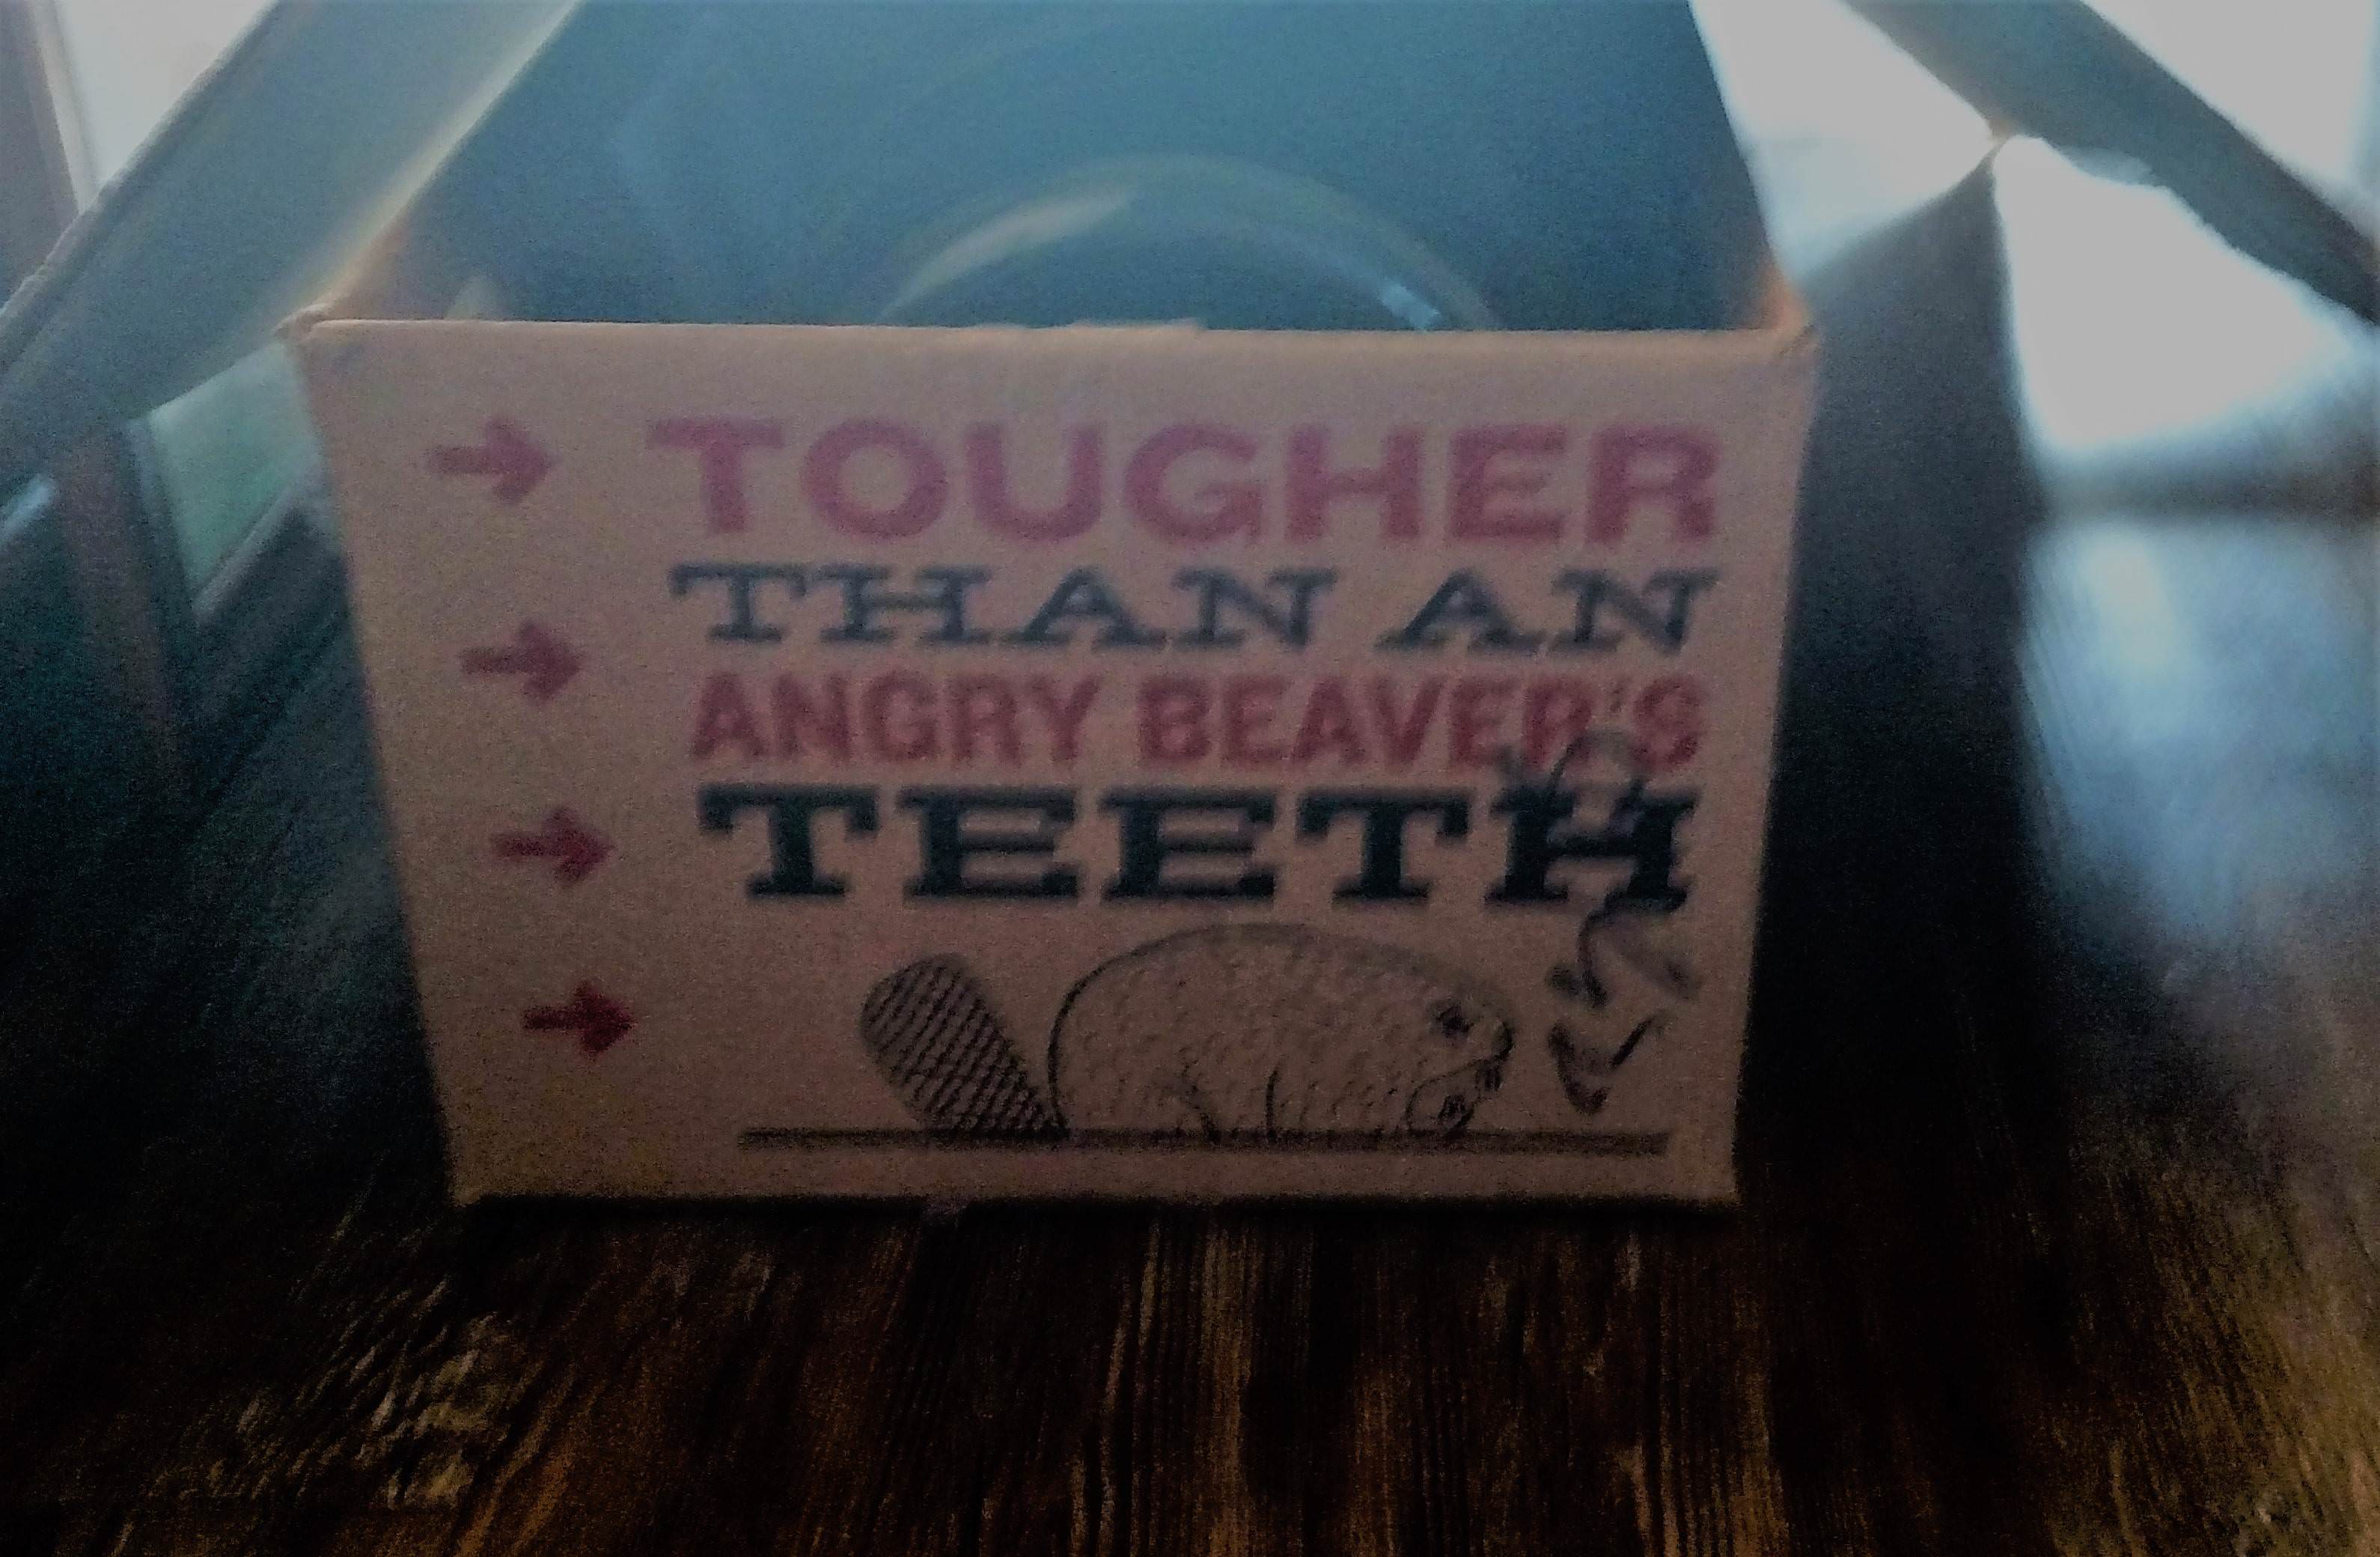 TOUGHER
THAN AN
ANGRY BEAVER'S
TEETH